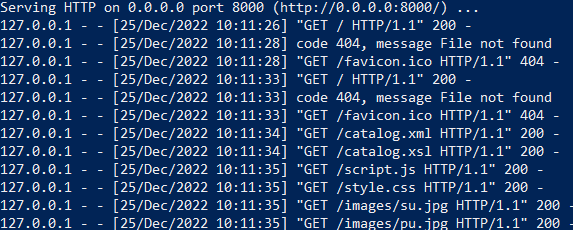 Serving HTTP on 0.0.0.0 port 8000 (http://0.0.0.0:8000/) ...
127.0.0.1 - - [25/Dec/2022 10:11:26] "GET / HTTP/1.1" 200 -
127.0.0.1 - - [25/Dec/2022 10:11:28] code 404, message File not found
127.0.0.1 - - [25/Dec/2022 10:11:28] "GET /favicon.ico HTTP/1.1" 404 -
127.0.0.1 - - [25/Dec/2022 10:11:33] "GET / HTTP/1.1" 200 -
127.0.0.1 - - [25/Dec/2022 10:11:33] code 404, message File not found
127.0.0.1 - - [25/Dec/2022 10:11:33] "GET /favicon.ico HTTP/1.1" 404 -
127.0.0.1 - - [25/Dec/2022 10:11:34] "GET /catalog.xml HTTP/1.1" 200 -
127.0.0.1 - - [25/Dec/2022 10:11:34] "GET /catalog.xsl HTTP/1.1" 200 -
127.0.0.1 - - [25/Dec/2022 10:11:35] "GET /script.js HTTP/1.1" 200 -
127.0.0.1 - - [25/Dec/2022 10:11:35] "GET /style.css HTTP/1.1" 200 -
127.0.0.1 - - [25/Dec/2022 10:11:35] "GET /images/su.jpg HTTP/1.1" 200 -
127.0.0.1 - - [25/Dec/2022 10:11:35] "GET /images/pu.jpg HTTP/1.1" 200 -